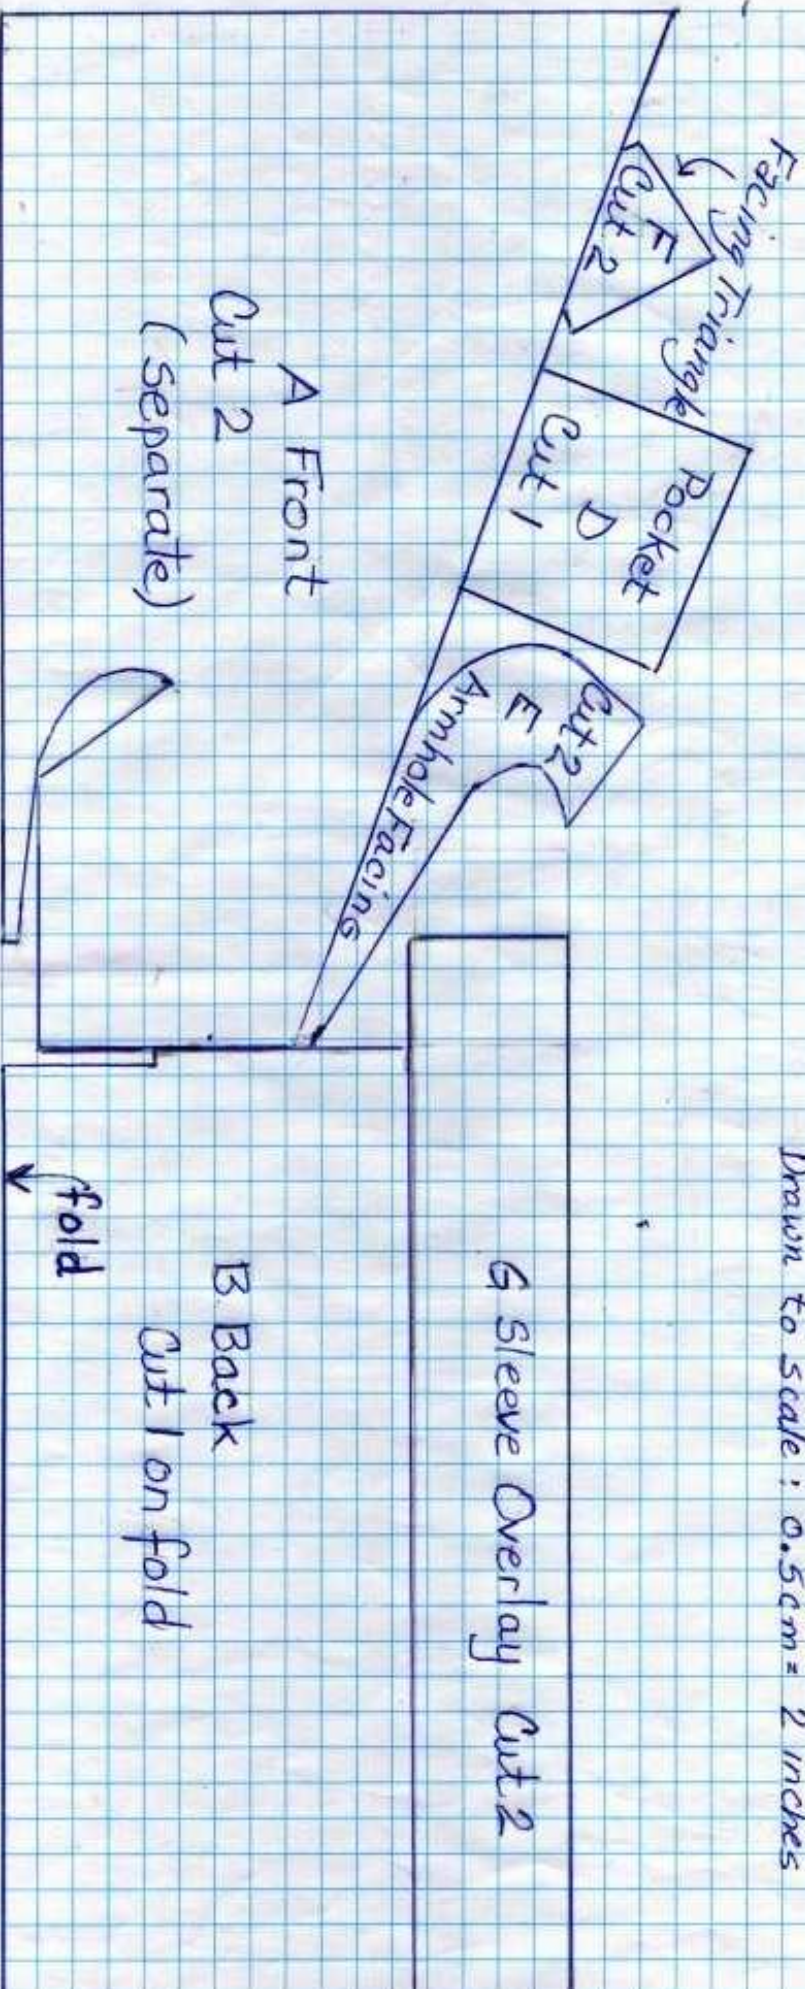 Drawn to scale: 0.5cm = 2 inches
Facing Triangle
F
Cut 2
Pocket
D
Cut 1
Cut 2
E
Armhole Facing
A Front
Cut 2
(Separate)
G Sleeve Overlay Cut 2
B Back
Cut 1 on fold
fold